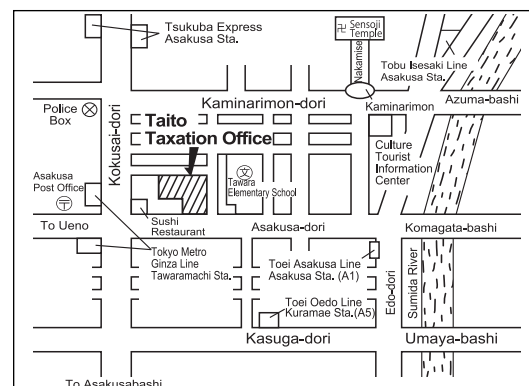 Tsukuba Express
Asakusa Sta.
卍
Sensoji
Temple
Nakamise
Tobu Isesaki Line
Asakusa Sta.
Kaminarimon-dori
Kaminarimon
Azuma-bashi
Police
Box
Kokusai-dori
Taito
Taxation Office
Culture
Tourist
Information
Center
Asakusa
Post Office
〒
文
Tawara
Elementary School
Sushi
Restaurant
To Ueno
Asakusa-dori
Komagata-bashi
Tokyo Metro
Ginza Line
Tawaramachi Sta.
Toei Asakusa Line
Asakusa Sta. (A1)
Edo-dori
Sumida River
Toei Oedo Line
Kuramae Sta.(A5)
Kasuga-dori
Umaya-bashi
To Asakusabashi